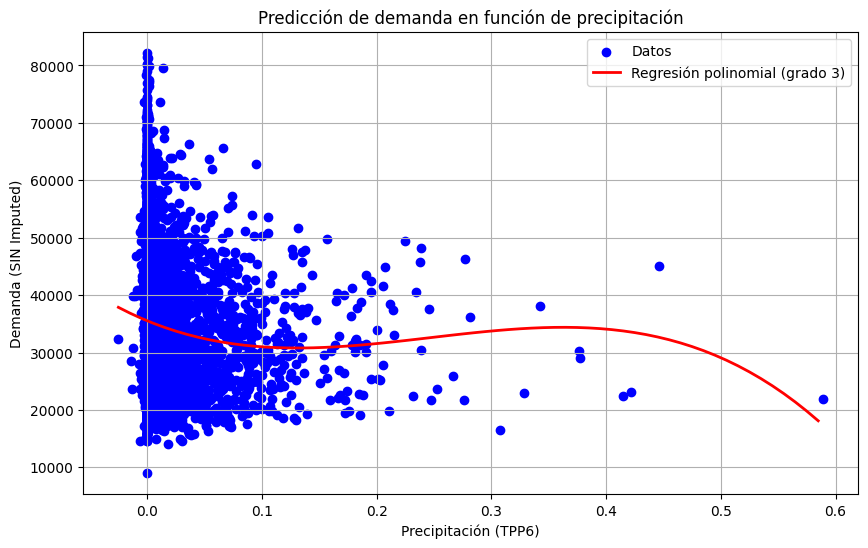 Predicción de demanda en función de precipitación
Datos
Regresión polinomial (grado 3)
Demanda (SIN Imputed)
80000
70000
60000
50000
40000
30000
20000
10000
0.0 0.1 0.2 0.3 0.4 0.5 0.6
Precipitación (TPP6)